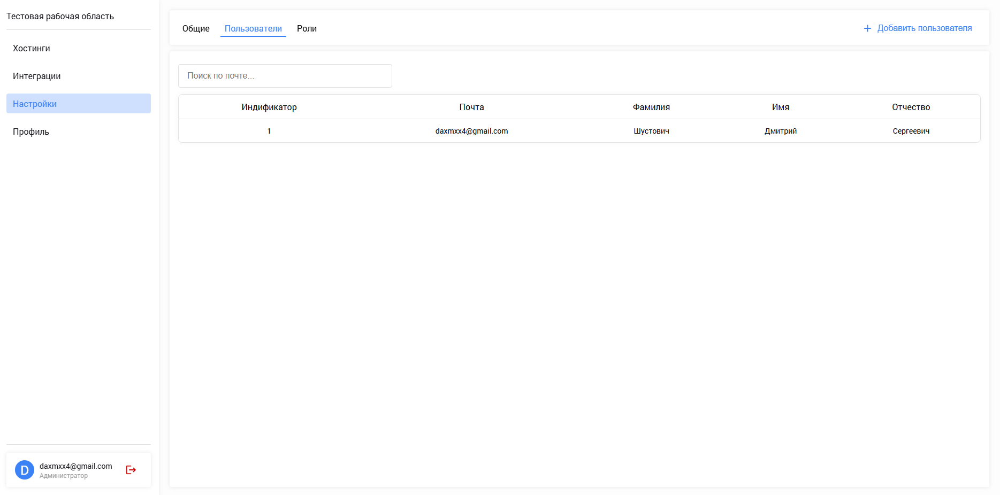 Тестовая рабочая область
Хостинги
Интеграции
Настройки
Профиль
D
daxmxx4@gmail.com
Администратор
Общие Пользователи Роли
Добавить пользователя
Поиск по почте...
Индификатор Почта Фамилия Имя Отчество
1 daxmxx4@gmail.com Шустович Дмитрий Сергеевич